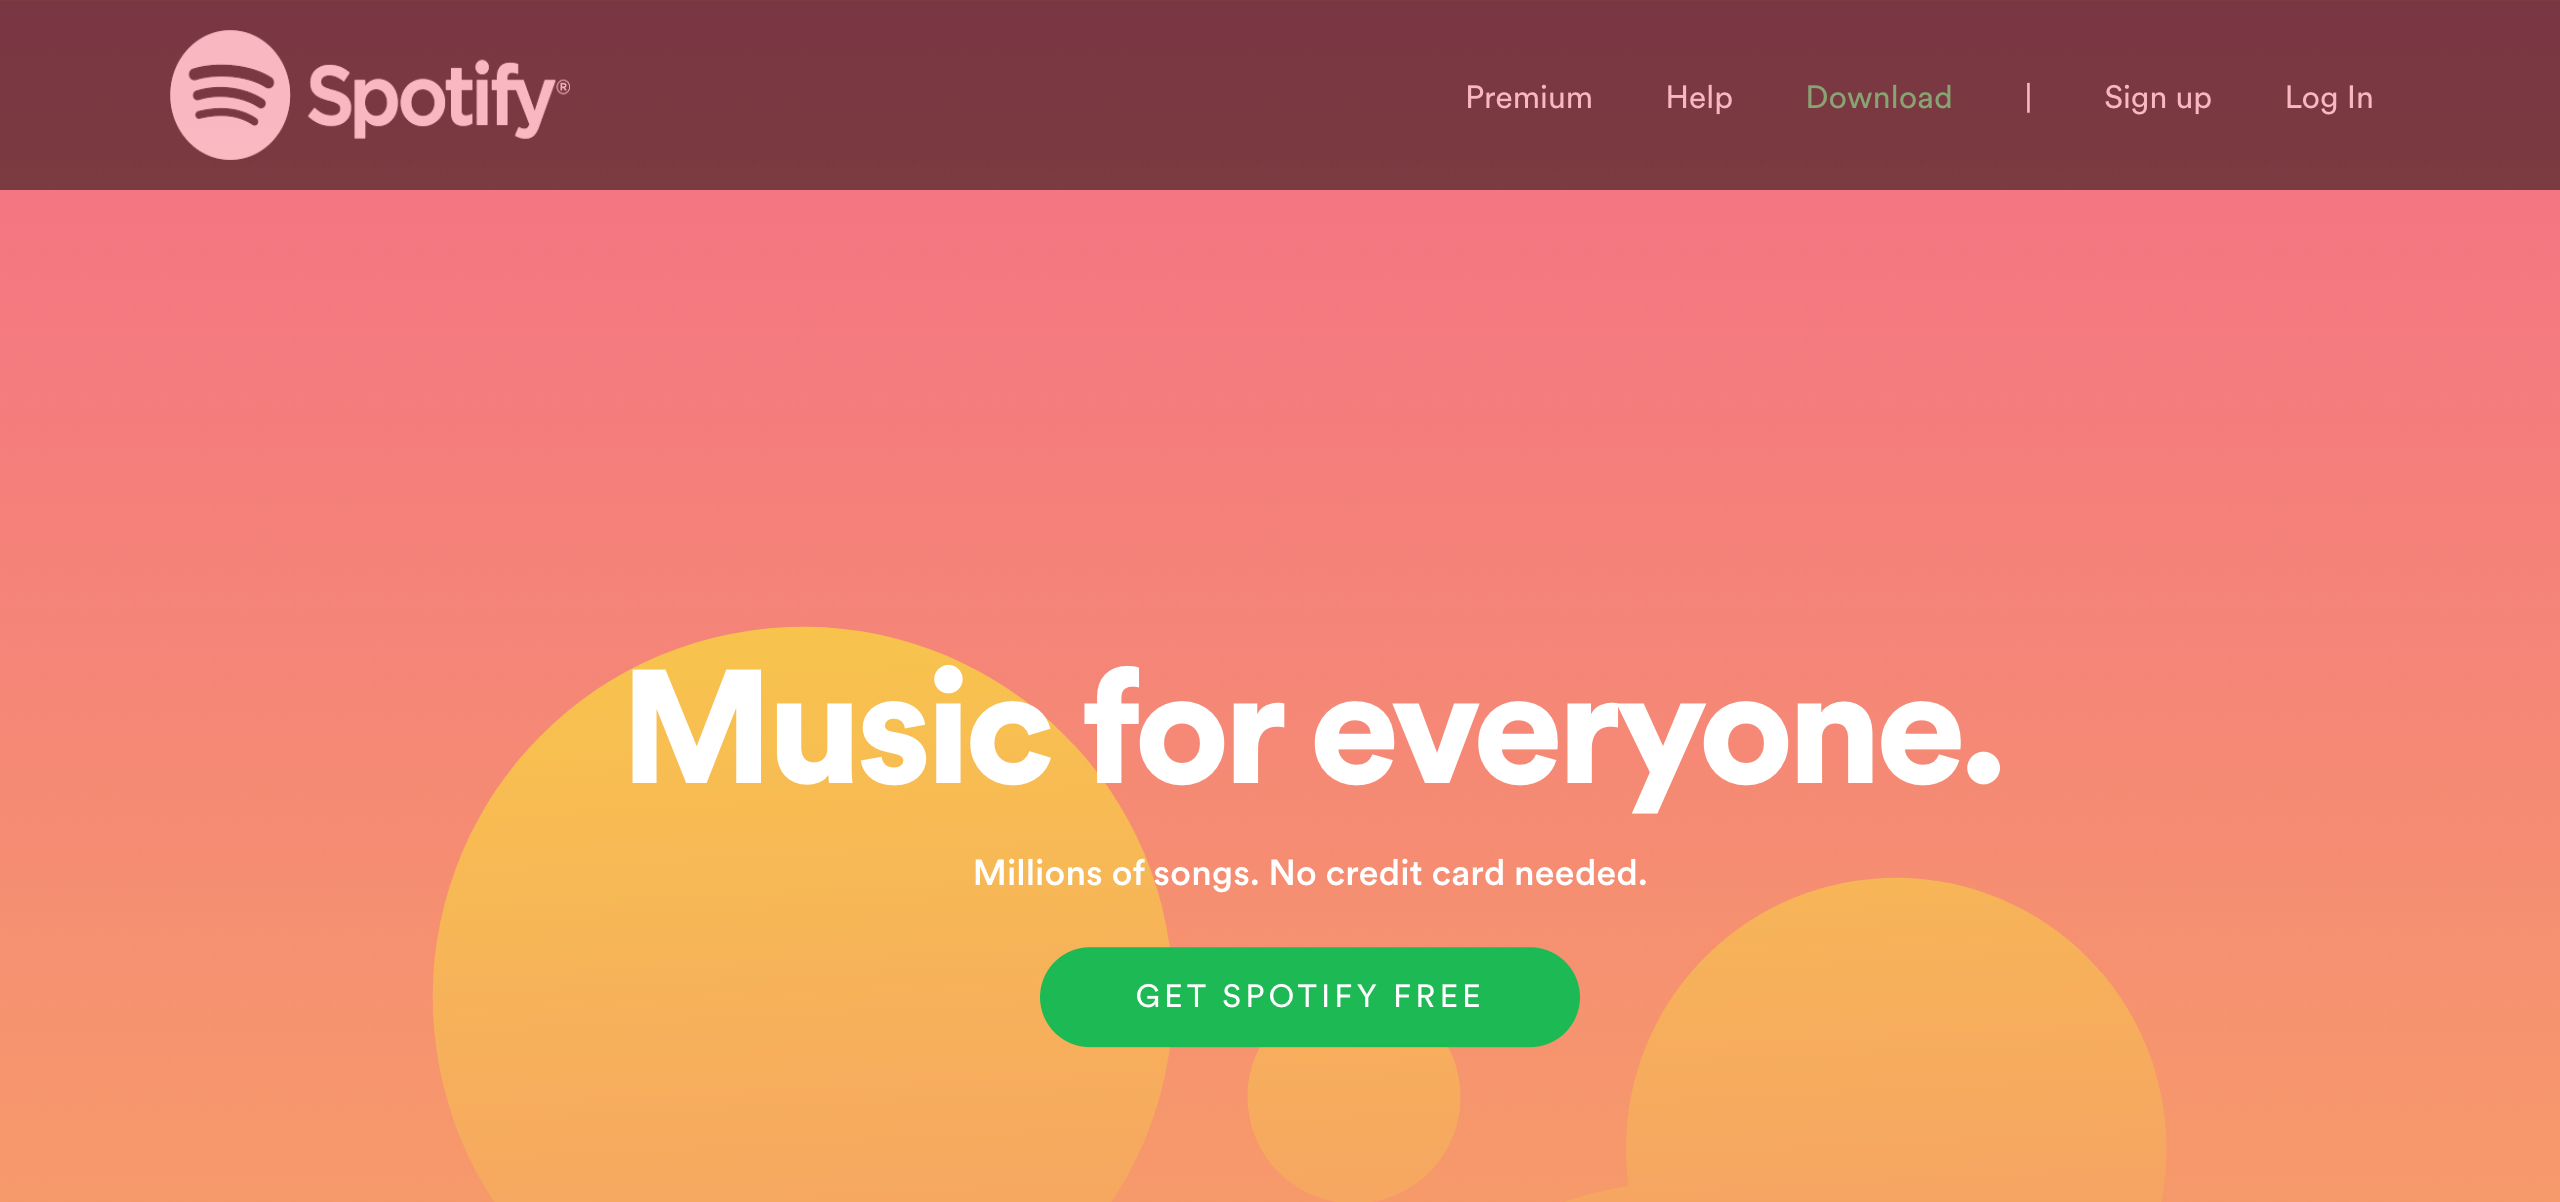 Spotify®
Premium Help Download | Sign up Log In
Music for everyone.
Millions of songs. No credit card needed.
GET SPOTIFY FREE